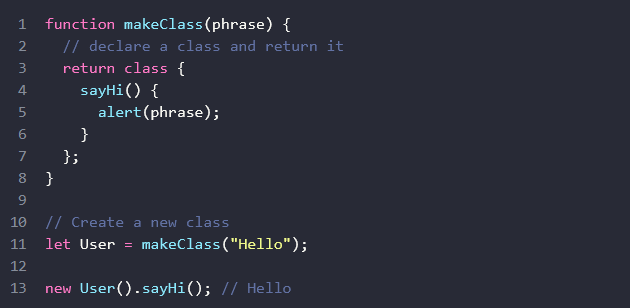 1 function makeClass(phrase) {
2   // declare a class and return it
3   return class {
4     sayHi() {
5       alert(phrase);
6     }
7   };
8 }
9
10 // Create a new class
11 let User = makeClass("Hello");
12
13 new User().sayHi(); // Hello